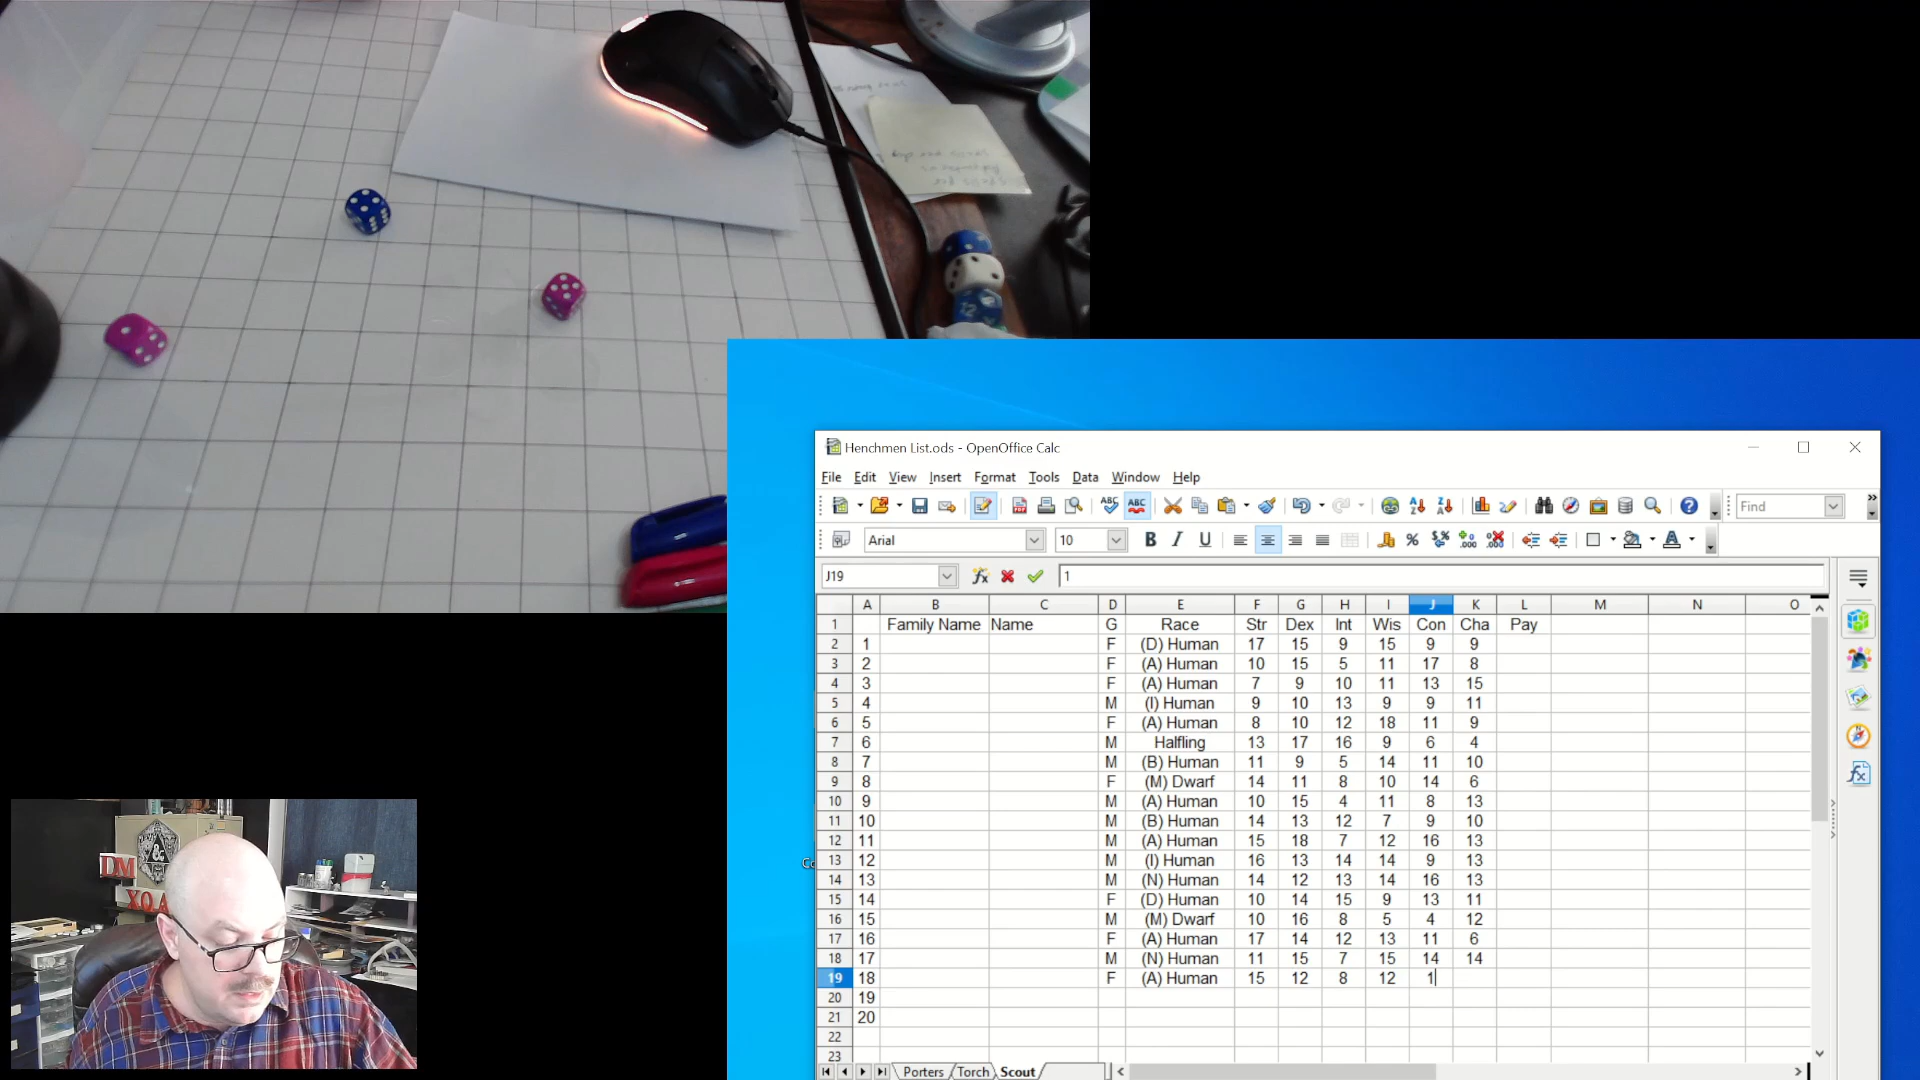 DM
XOA
Henchmen List.ods - OpenOffice Calc
File Edit View Insert Format Tools Data Window Help
Find
Arial 10
J19 1
A B C D E F G H I J K L M N O
1 Family Name Name G Race Str Dex Int Wis Con Cha Pay
2 1 F (D) Human 17 15 9 15 9 9
3 2 F (A) Human 10 15 5 11 17 8
4 3 F (A) Human 7 9 10 11 13 15
5 4 M (I) Human 9 10 13 9 9 11
6 5 F (A) Human 8 10 12 18 11 9
7 6 M Halfling 13 17 16 9 6 4
8 7 M (B) Human 11 9 5 14 11 10
9 8 F (M) Dwarf 14 11 8 10 14 6
10 9 M (A) Human 10 15 4 11 8 13
11 10 M (B) Human 14 13 12 7 9 10
12 11 M (A) Human 15 18 7 12 16 13
13 12 M (I) Human 16 13 14 14 9 13
14 13 M (N) Human 14 12 13 14 16 13
15 14 F (D) Human 10 14 15 9 13 11
16 15 M (M) Dwarf 10 16 8 5 4 12
17 16 F (A) Human 17 14 12 13 11 6
18 17 M (N) Human 11 15 7 15 14 14
19 18 F (A) Human 15 12 8 12 1
20 19
21 20
22
23
Porters Torch Scout